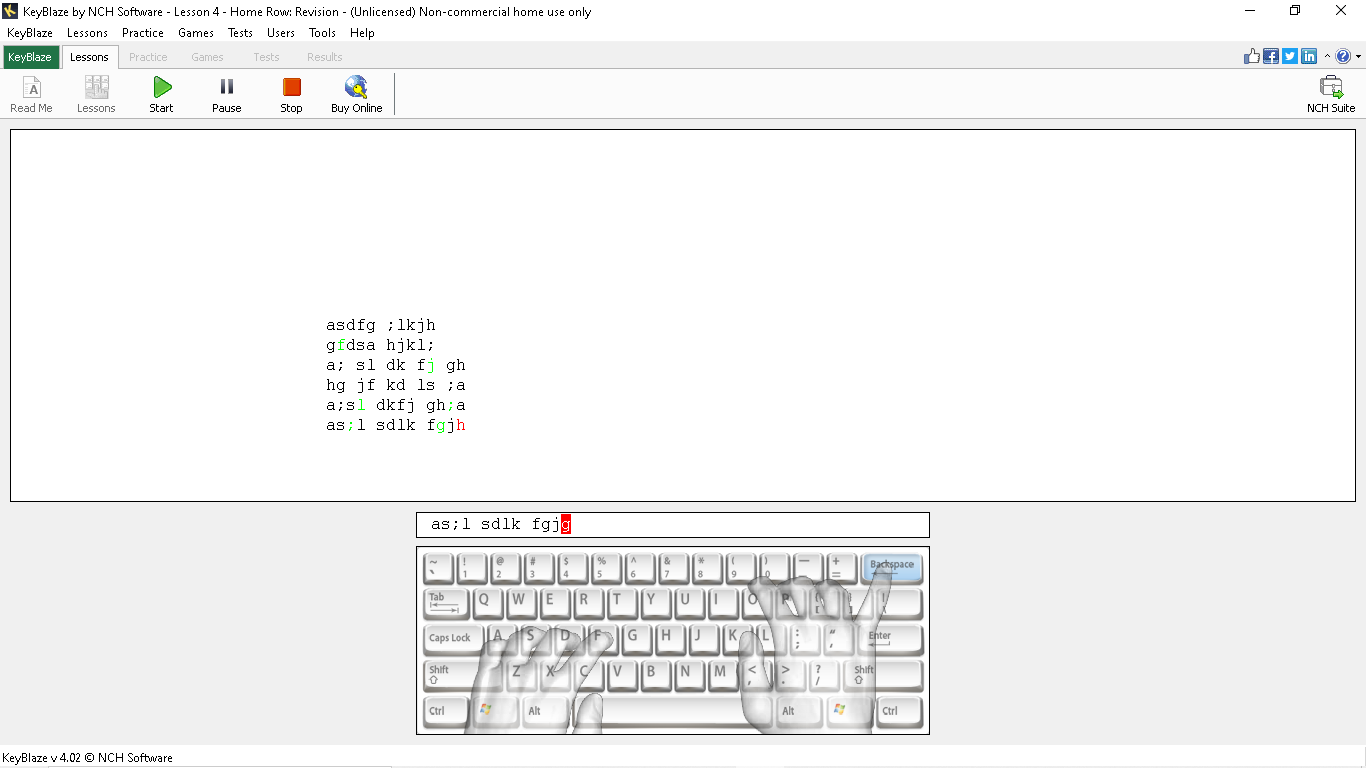 KeyBlaze by NCH Software - Lesson 4 - Home Row: Revision - (Unlicensed) Non-commercial home use only
KeyBlaze Lessons Practice Games Tests Users Tools Help
KeyBlaze Lessons Practice Games Tests Results
Read Me Lessons Start Pause Stop Buy Online NCH Suite
asdfg ;lkjh
gfdsa hjkl;
a; sl dk fj gh
hg jf kd ls ;a
a;sl dkfj gh;a
as;l sdlk fgjh
as;l sdlk fgjg
~ ! @ # $ % ^ & * ( ) — +
` 1 2 3 4 5 6 7 8 9 0 = Backspace
Tab Q W E R T Y U I O P
Caps Lock A S D F G H J K L : ; " , Enter
Shift Z X C V B N M < , > . ? / Shift
Ctrl Alt Alt Ctrl
KeyBlaze v 4.02 © NCH Software